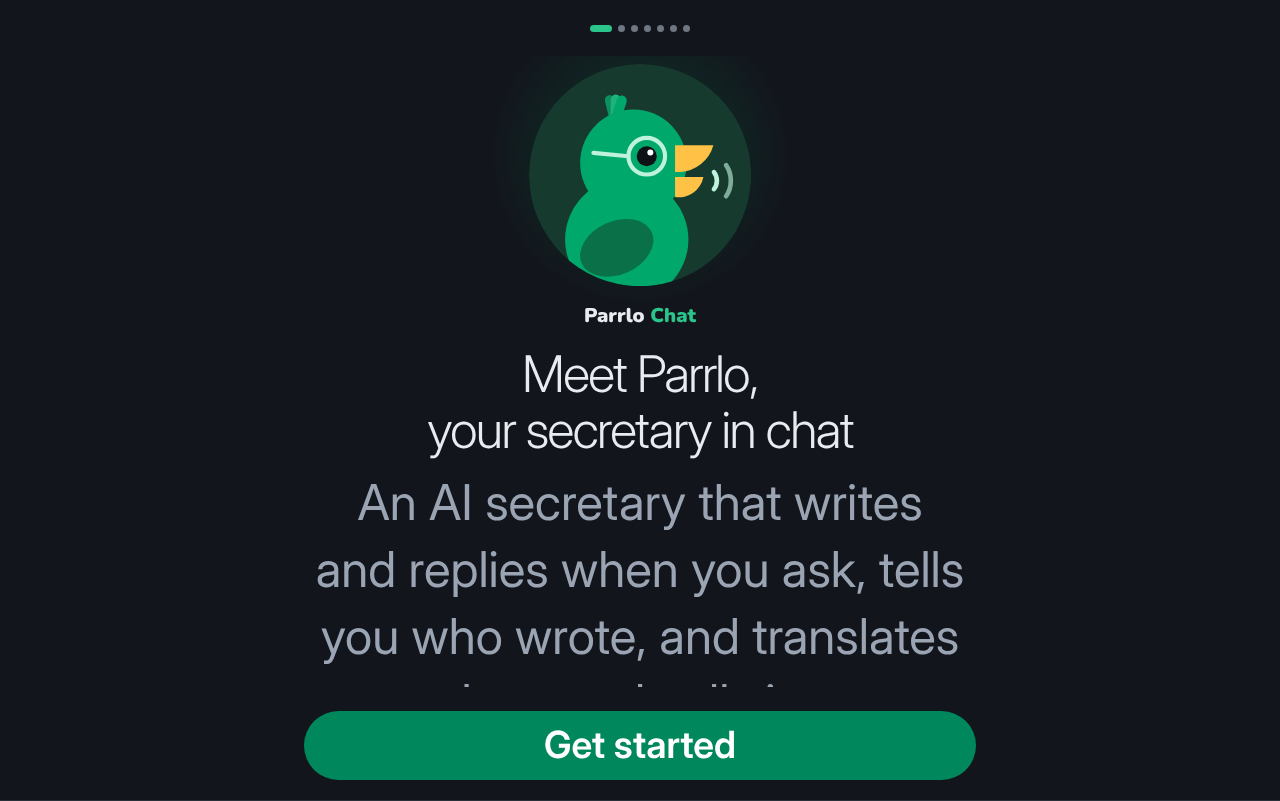 Parrlo Chat
Meet Parrlo,
your secretary in chat
An AI secretary that writes
and replies when you ask, tells
you who wrote, and translates
Get started